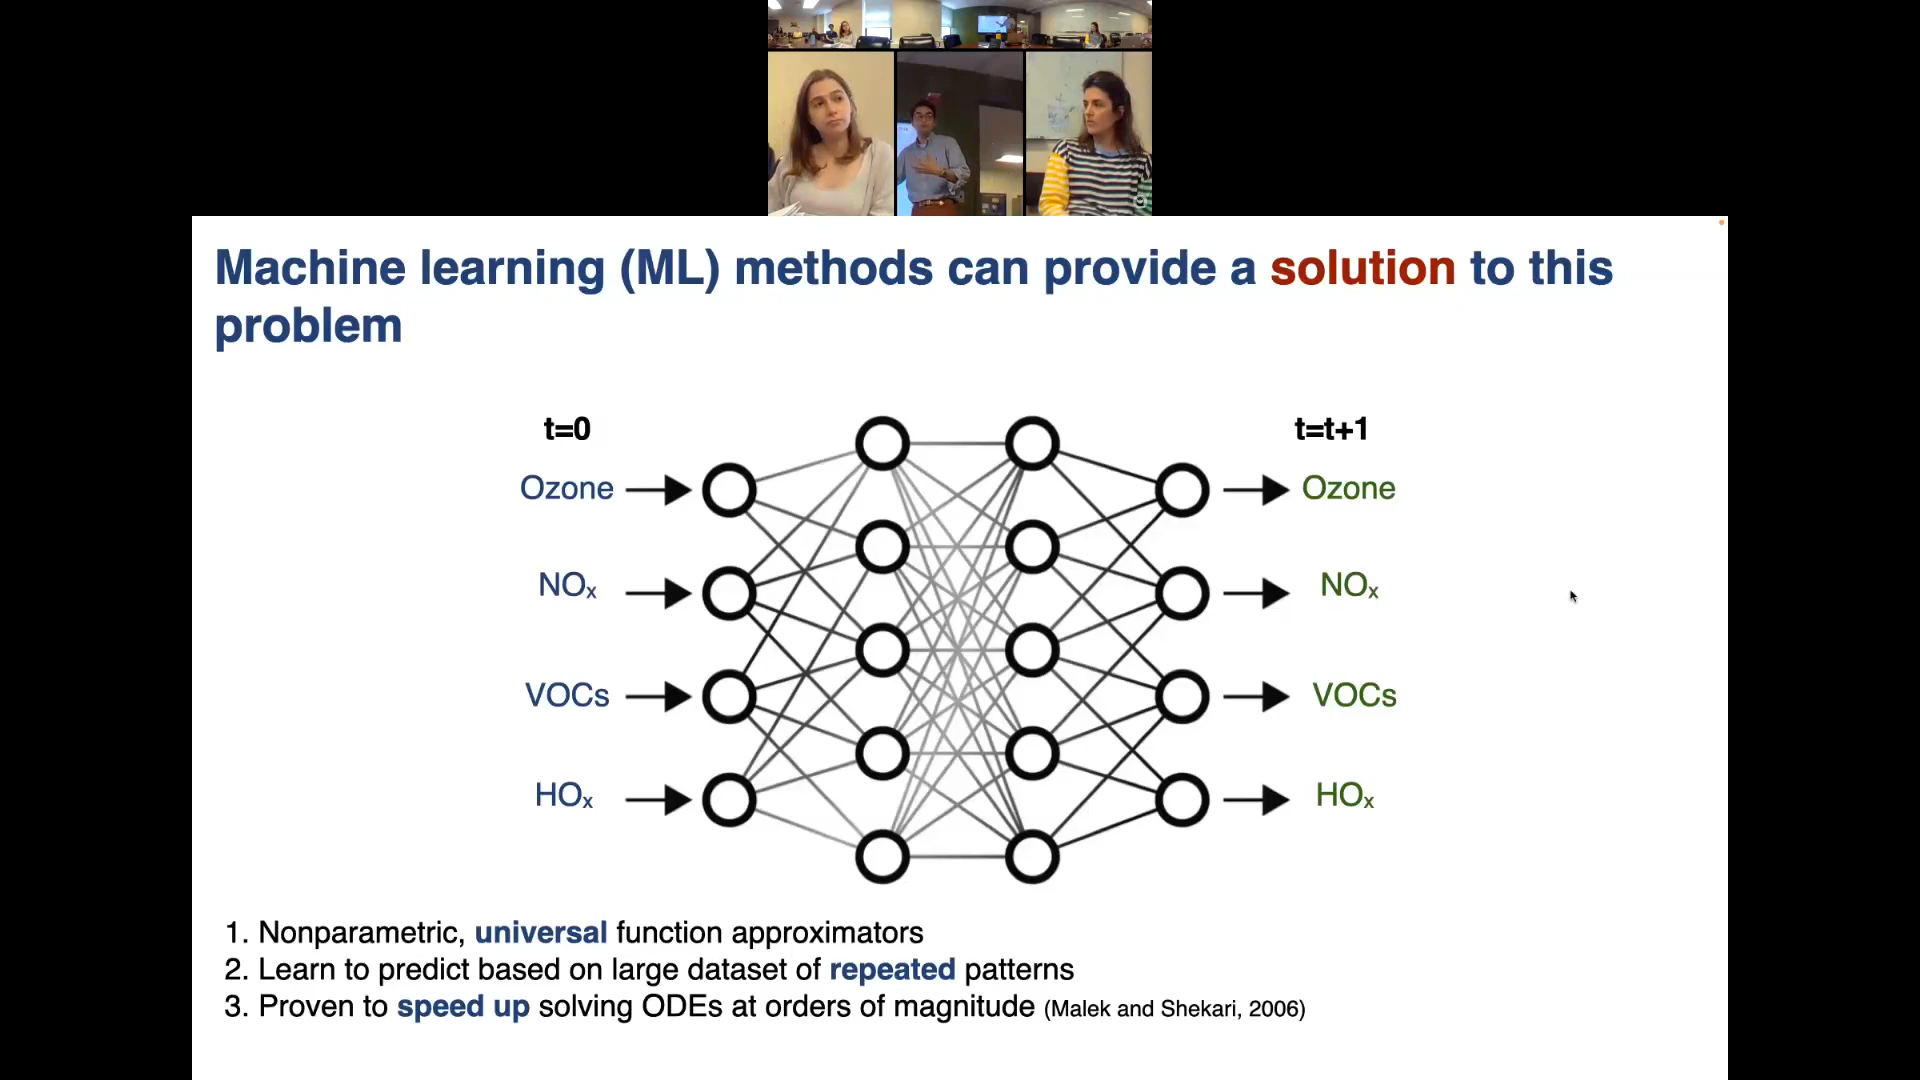 Machine learning (ML) methods can provide a solution to this
problem
t=0
t=t+1
Ozone
Ozone
NOx
NOx
VOCs
VOCs
HOx
HOx
1. Nonparametric, universal function approximators
2. Learn to predict based on large dataset of repeated patterns
3. Proven to speed up solving ODEs at orders of magnitude (Malek and Shekari, 2006)